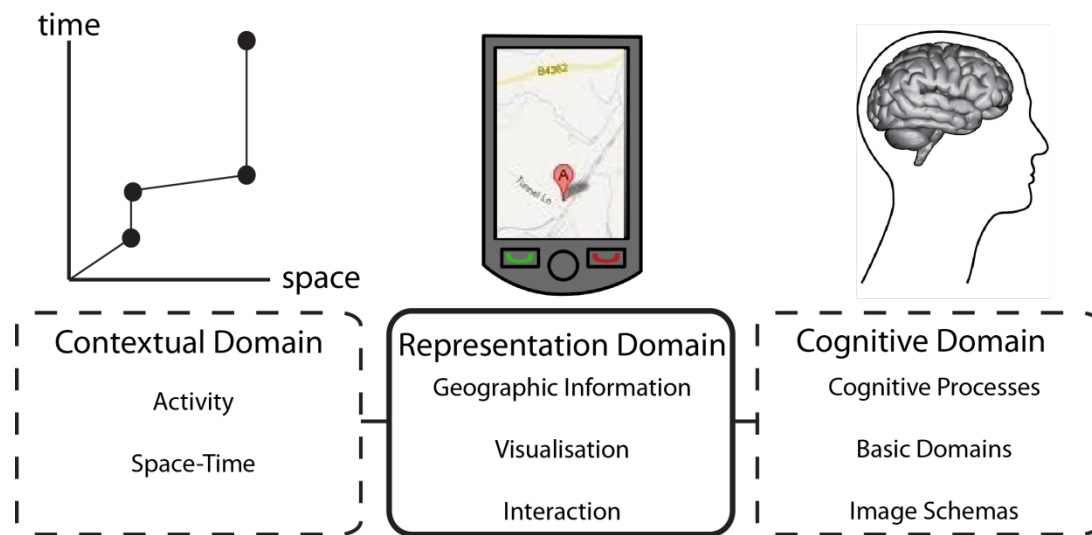 time
space
B4362
Tunnel Ln
A
Contextual Domain
Activity
Space-Time
Representation Domain
Geographic Information
Visualisation
Interaction
Cognitive Domain
Cognitive Processes
Basic Domains
Image Schemas